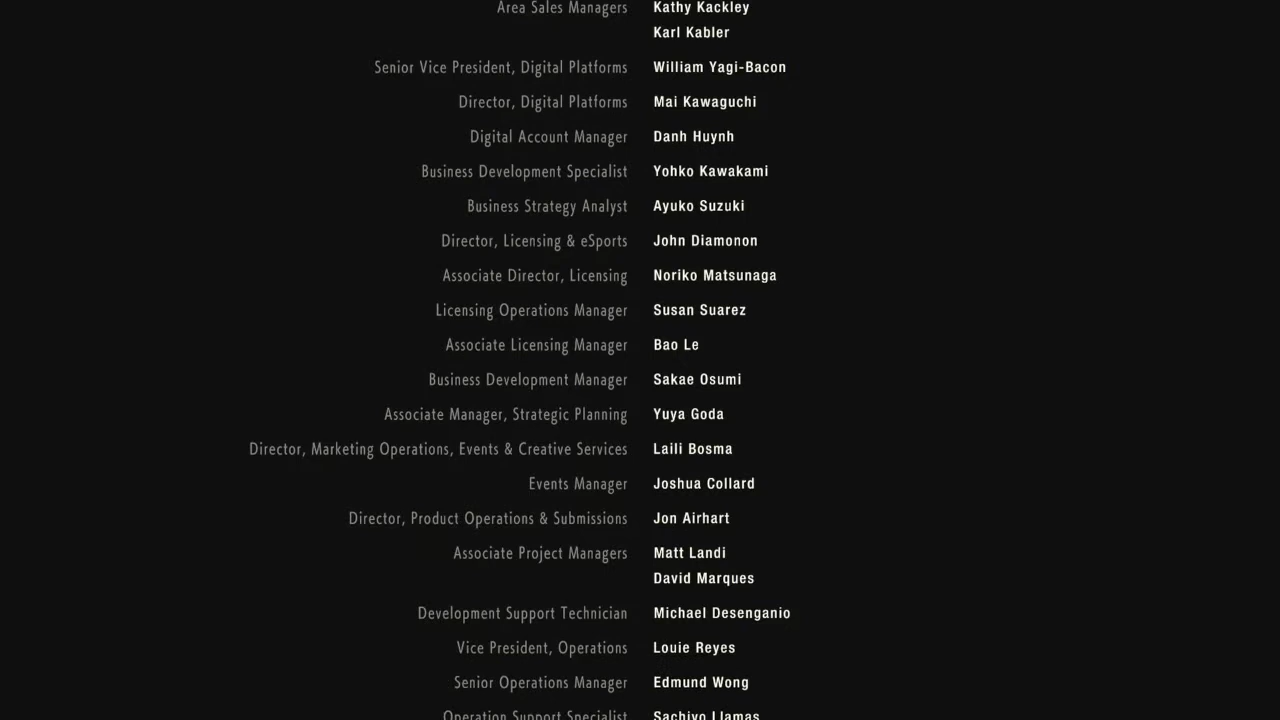 Area Sales Managers Kathy Kackley
Karl Kabler
Senior Vice President, Digital Platforms William Yagi-Bacon
Director, Digital Platforms Mai Kawaguchi
Digital Account Manager Danh Huynh
Business Development Specialist Yohko Kawakami
Business Strategy Analyst Ayuko Suzuki
Director, Licensing & eSports John Diamonon
Associate Director, Licensing Noriko Matsunaga
Licensing Operations Manager Susan Suarez
Associate Licensing Manager Bao Le
Business Development Manager Sakae Osumi
Associate Manager, Strategic Planning Yuya Goda
Director, Marketing Operations, Events & Creative Services Laili Bosma
Events Manager Joshua Collard
Director, Product Operations & Submissions Jon Airhart
Associate Project Managers Matt Landi
David Marques
Development Support Technician Michael Desenganio
Vice President, Operations Louie Reyes
Senior Operations Manager Edmund Wong
Operation Support Specialist Sachiyo Llamas